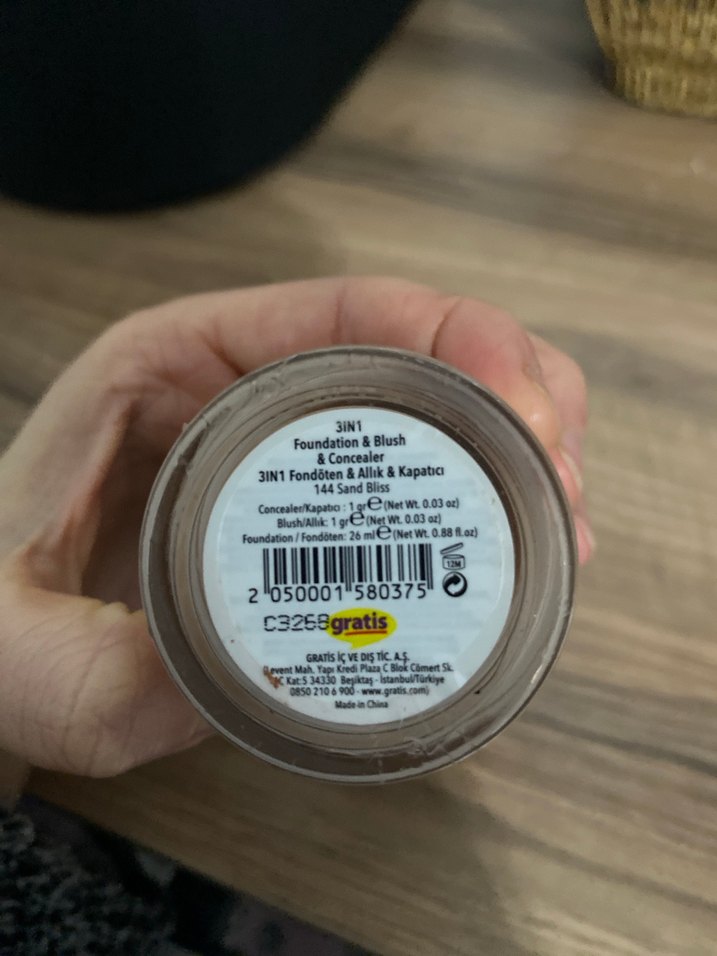 3iN1
Foundation & Blush
& Concealer
3IN1 Fondöten & Allık & Kapatıcı
144 Sand Bliss
Concealer/Kapatıcı : 1 gr℮ (Net Wt. 0.03 oz)
Blush/Allık: 1 gr℮ (Net Wt. 0.03 oz)
Foundation / Fondöten: 26 ml℮ (Net Wt. 0.88 fl.oz)
12M
2 050001 580375
C3268
gratis
GRATİS İÇ VE DIŞ TİC. A.Ş.
Levent Mah. Yapı Kredi Plaza C Blok Cömert Sk.
Kat:5 34330 Beşiktaş - İstanbul/Türkiye
0850 210 6 900 - www.gratis.com)
Made in China